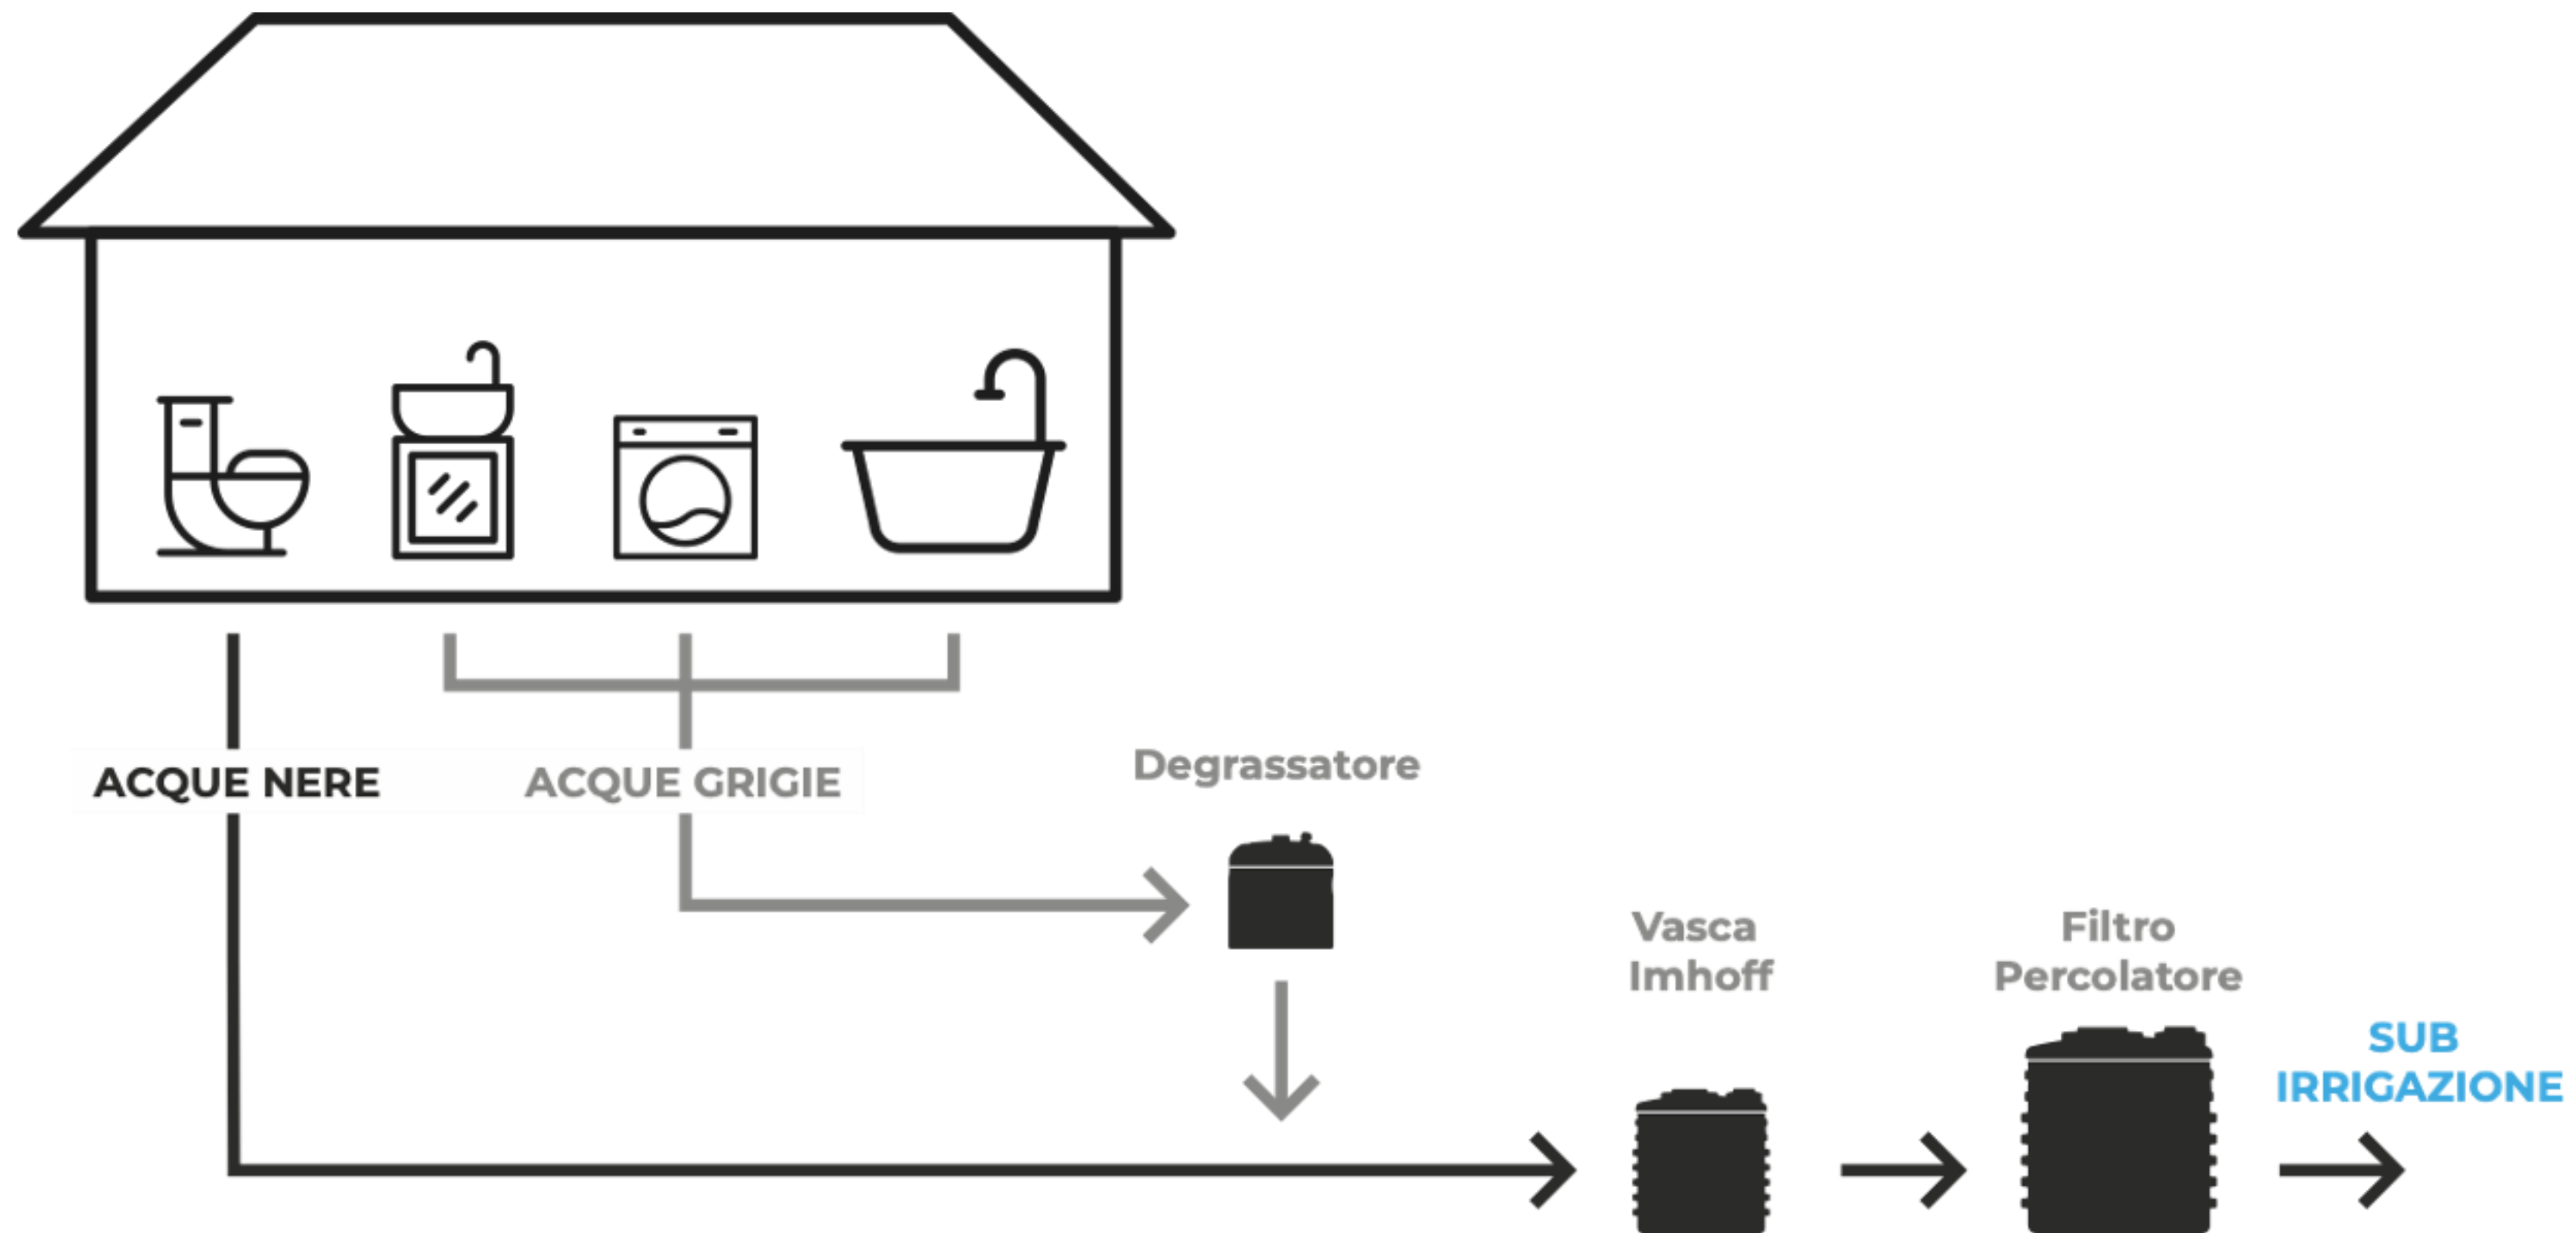 ACQUE NERE
ACQUE GRIGIE
Degrassatore
Vasca
Imhoff
Filtro
Percolatore
SUB
IRRIGAZIONE